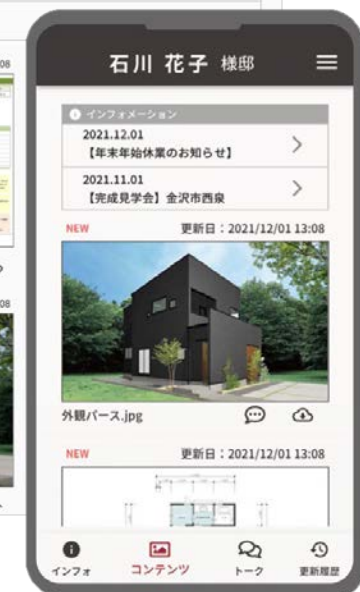 石川 花子 様邸
インフォメーション
2021.12.01
【年末年始休業のお知らせ】
2021.11.01
【完成見学会】金沢市西泉
NEW 更新日：2021/12/01 13:08
外観パース.jpg
NEW 更新日：2021/12/01 13:08
インフォ コンテンツ トーク 更新履歴
08
08